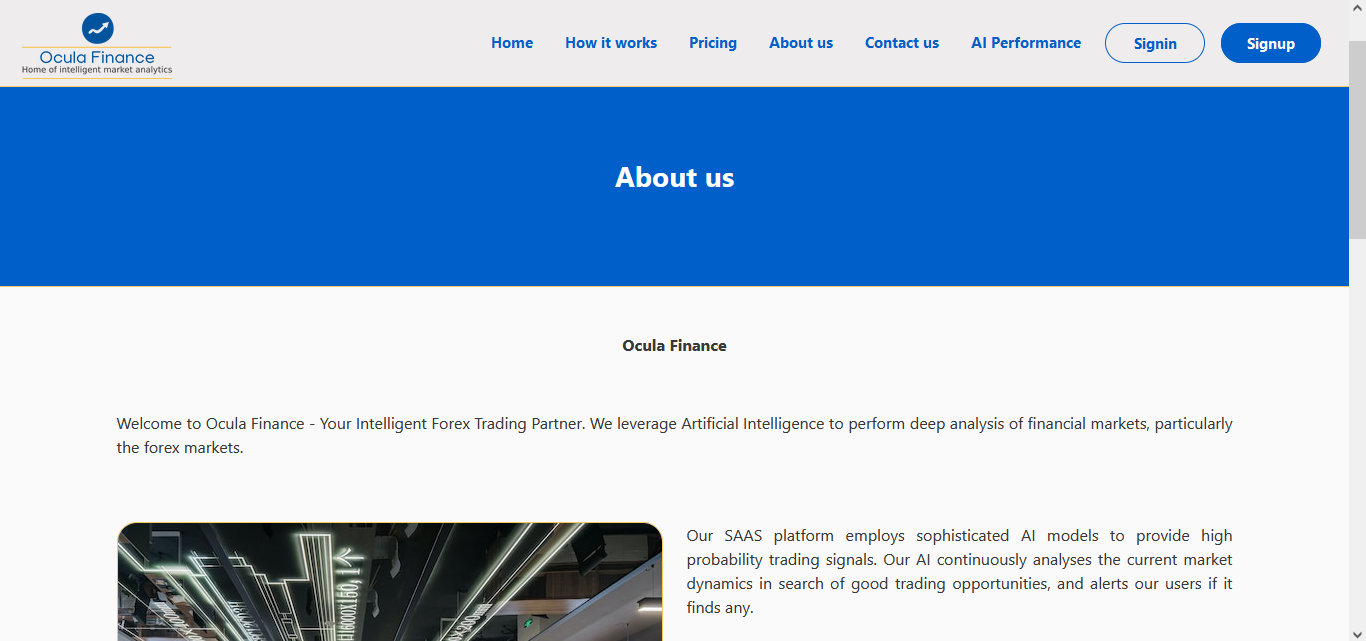 Ocula Finance
Home of intelligent market analytics
Home
How it works
Pricing
About us
Contact us
AI Performance
Signin
Signup
About us
Ocula Finance
Welcome to Ocula Finance - Your Intelligent Forex Trading Partner. We leverage Artificial Intelligence to perform deep analysis of financial markets, particularly
the forex markets.
Our SAAS platform employs sophisticated AI models to provide high
probability trading signals. Our AI continuously analyses the current market
dynamics in search of good trading opportunities, and alerts our users if it
finds any.